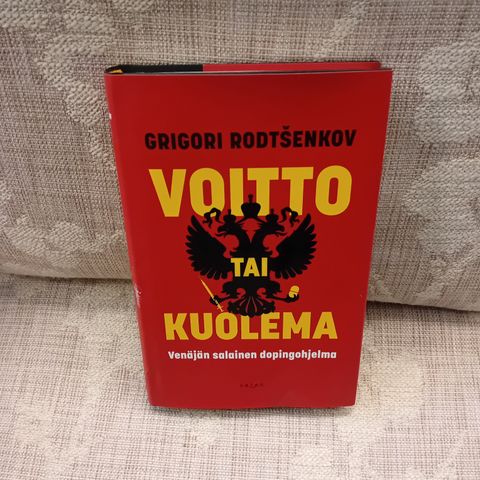 GRIGORI RODTŠENKOV
VOITTO
TAI
KUOLEMA
Venäjän salainen dopingohjelma